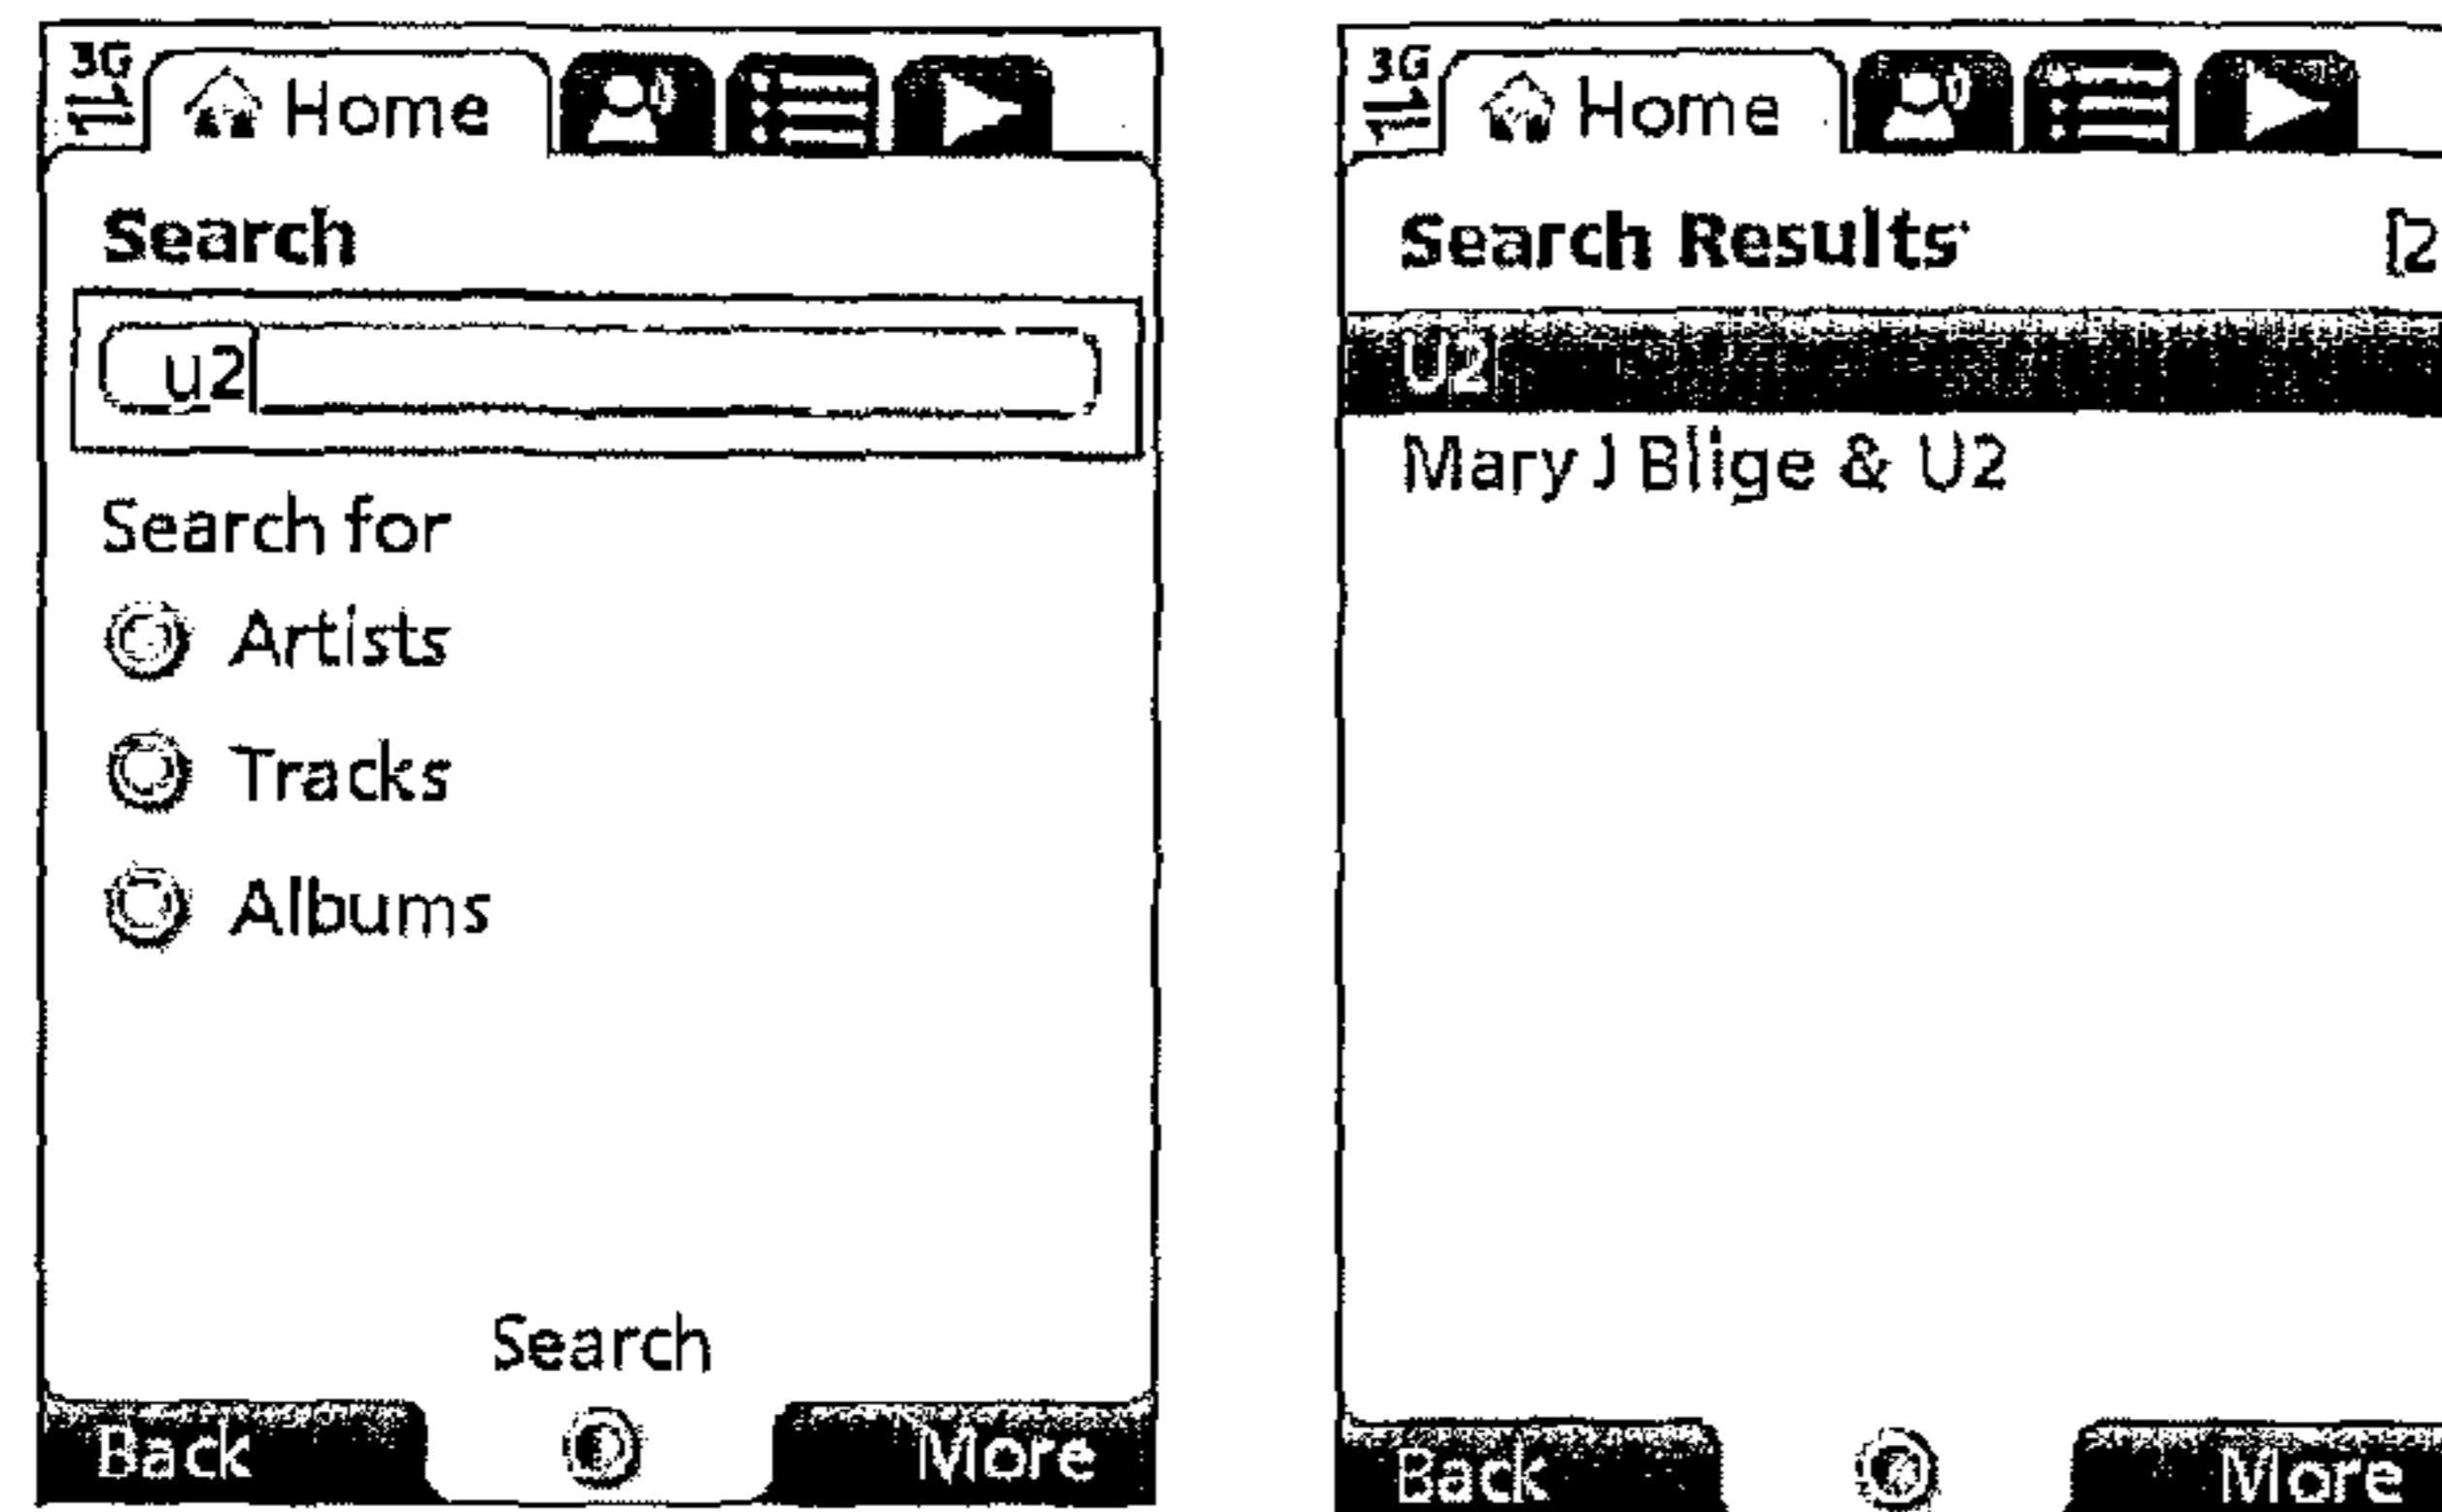 3G
Home
Search
u2
Search for
Artists
Tracks
Albums
Search
Back
More
3G
Home
Search Results
U2
Mary J Blige & U2
Back
More